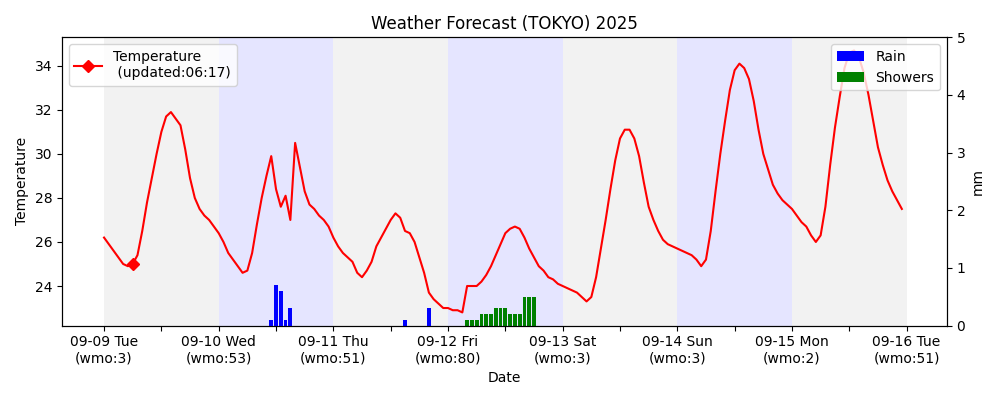 Weather Forecast (TOKYO) 2025
Temperature
(updated:06:17)
Rain
Showers
Temperature
34
32
30
28
26
24
5
4
3
2
1
0
mm
09-09 Tue
(wmo:3)
09-10 Wed
(wmo:53)
09-11 Thu
(wmo:51)
09-12 Fri
(wmo:80)
09-13 Sat
(wmo:3)
09-14 Sun
(wmo:3)
09-15 Mon
(wmo:2)
09-16 Tue
(wmo:51)
Date